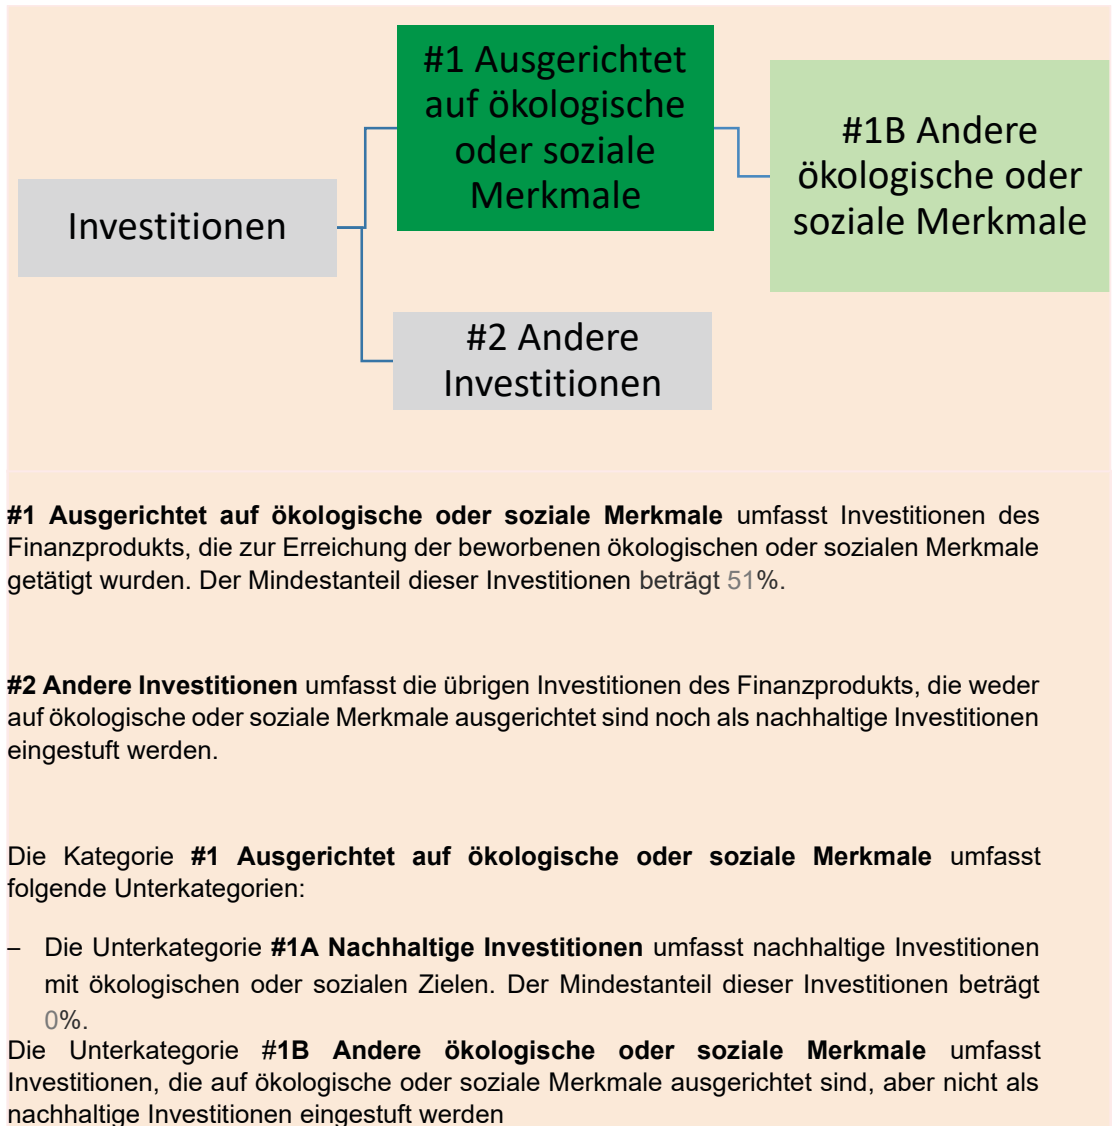 #1 Ausgerichtet
auf ökologische
oder soziale
Merkmale
#1B Andere
ökologische oder
soziale Merkmale
Investitionen
#2 Andere
Investitionen
#1 Ausgerichtet auf ökologische oder soziale Merkmale umfasst Investitionen des
Finanzprodukts, die zur Erreichung der beworbenen ökologischen oder sozialen Merkmale
getätigt wurden. Der Mindestanteil dieser Investitionen beträgt 51%.
#2 Andere Investitionen umfasst die übrigen Investitionen des Finanzprodukts, die weder
auf ökologische oder soziale Merkmale ausgerichtet sind noch als nachhaltige Investitionen
eingestuft werden.
Die Kategorie #1 Ausgerichtet auf ökologische oder soziale Merkmale umfasst
folgende Unterkategorien:
– Die Unterkategorie #1A Nachhaltige Investitionen umfasst nachhaltige Investitionen
mit ökologischen oder sozialen Zielen. Der Mindestanteil dieser Investitionen beträgt
0%.
Die Unterkategorie #1B Andere ökologische oder soziale Merkmale umfasst
Investitionen, die auf ökologische oder soziale Merkmale ausgerichtet sind, aber nicht als
nachhaltige Investitionen eingestuft werden